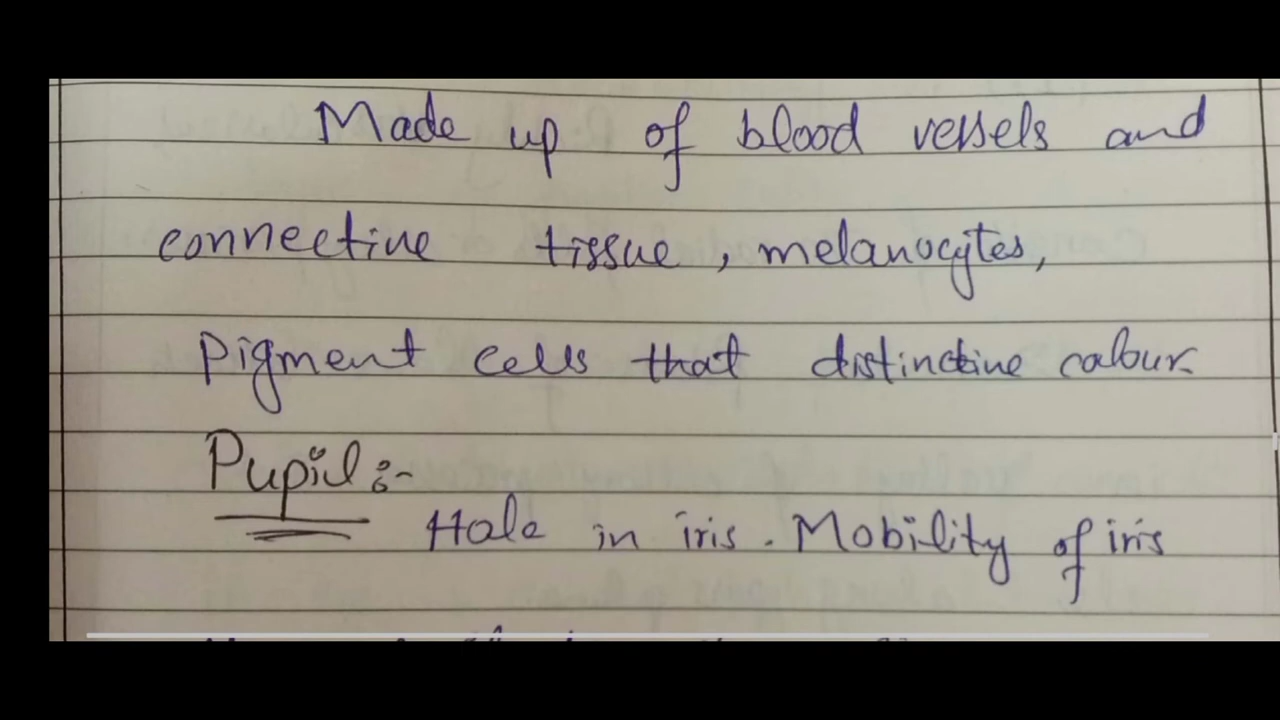 Made up of blood vessels and
connective tissue, melanocytes,
Pigment cells that distinctive calour
Pupil :-
Hole in iris. Mobility of iris